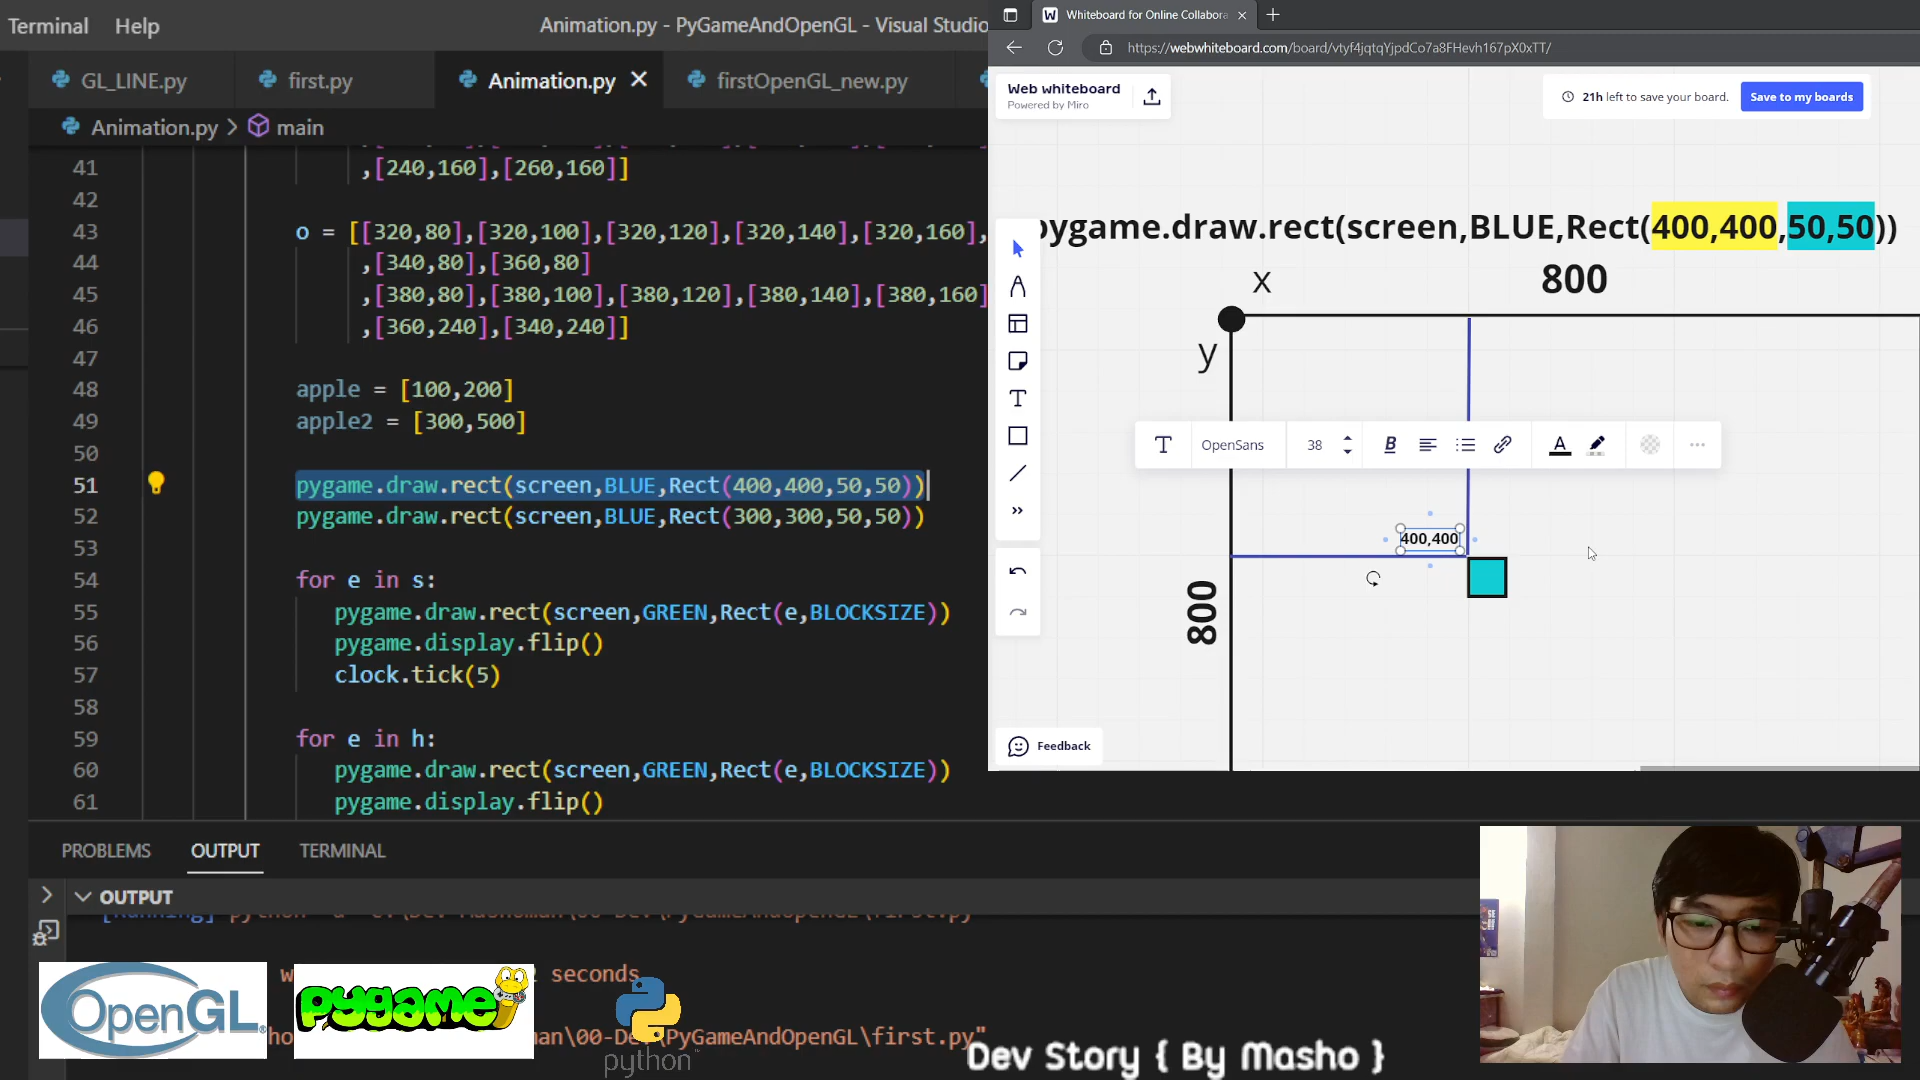 Terminal Help
Animation.py - PyGameAndOpenGL - Visual Studio
GL_LINE.py first.py Animation.py firstOpenGL_new.py
Animation.py > main
41 ,[240,160],[260,160]]
42
43 o = [[320,80],[320,100],[320,120],[320,140],[320,160],
44 ,[340,80],[360,80]
45 ,[380,80],[380,100],[380,120],[380,140],[380,160]
46 ,[360,240],[340,240]]
47
48 apple = [100,200]
49 apple2 = [300,500]
50
51 pygame.draw.rect(screen,BLUE,Rect(400,400,50,50))
52 pygame.draw.rect(screen,BLUE,Rect(300,300,50,50))
53
54 for e in s:
55 pygame.draw.rect(screen,GREEN,Rect(e,BLOCKSIZE))
56 pygame.display.flip()
57 clock.tick(5)
58
59 for e in h:
60 pygame.draw.rect(screen,GREEN,Rect(e,BLOCKSIZE))
61 pygame.display.flip()
PROBLEMS OUTPUT TERMINAL
OUTPUT
seconds
\PyGameAndOpenGL\first.py"
OpenGL
pygame
python
Dev Story { By Masho }
Whiteboard for Online Collabora
https://webwhiteboard.com/board/vtyf4jqtqYjpdCo7a8FHevh167pX0xTT/
Web whiteboard
Powered by Miro
21h left to save your board.
Save to my boards
pygame.draw.rect(screen,BLUE,Rect(400,400,50,50))
x 800
y
OpenSans 38 B A
400,400
800
Feedback